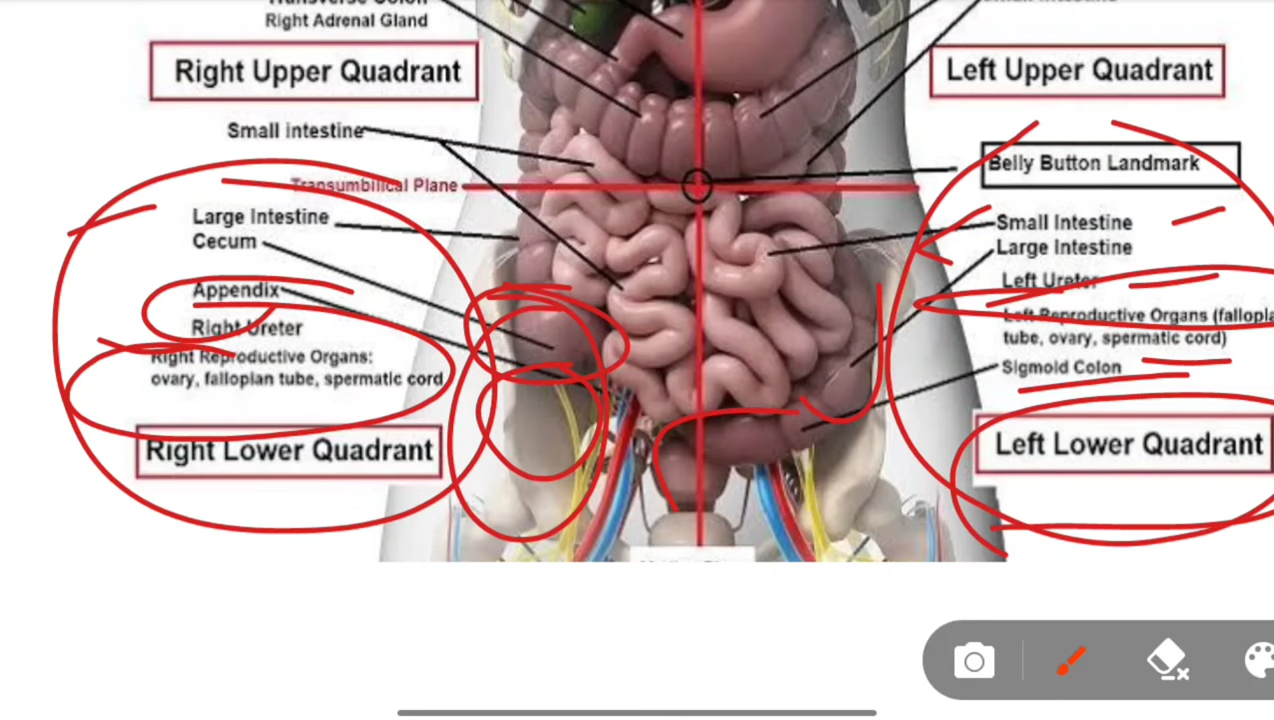 Transverse Colon
Right Adrenal Gland
Right Upper Quadrant
Small intestine
Transumbilical Plane
Large Intestine
Cecum
Appendix
Right Ureter
Right Reproductive Organs:
ovary, fallopian tube, spermatic cord
Right Lower Quadrant
Left Upper Quadrant
Belly Button Landmark
Small Intestine
Large Intestine
Left Ureter
Left Reproductive Organs (fallopia
tube, ovary, spermatic cord)
Sigmoid Colon
Left Lower Quadrant